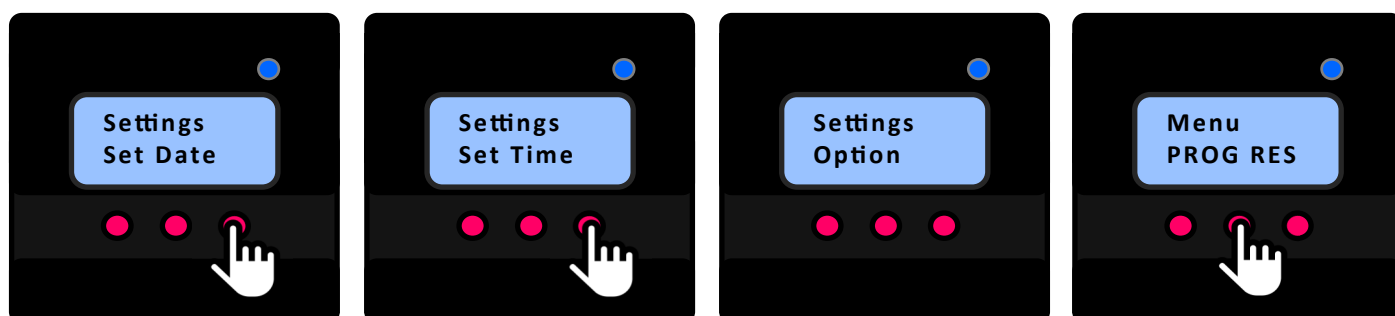 Settings
Set Date
Settings
Set Time
Settings
Option
Menu
PROG RES